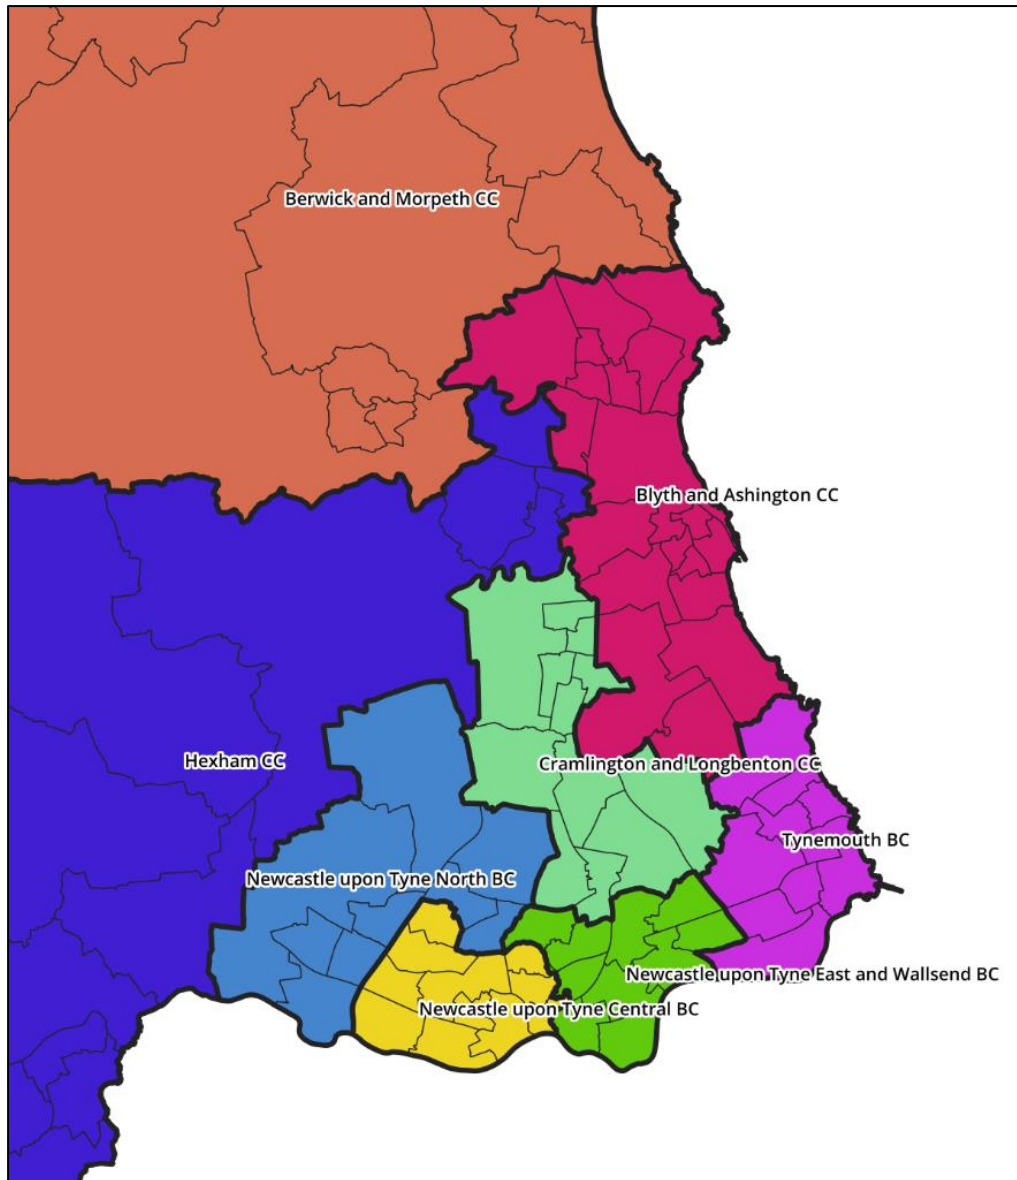 Berwick and Morpeth CC
Blyth and Ashington CC
Hexham CC
Cramlington and Longbenton CC
Tynemouth BC
Newcastle upon Tyne North BC
Newcastle upon Tyne East and Wallsend BC
Newcastle upon Tyne Central BC